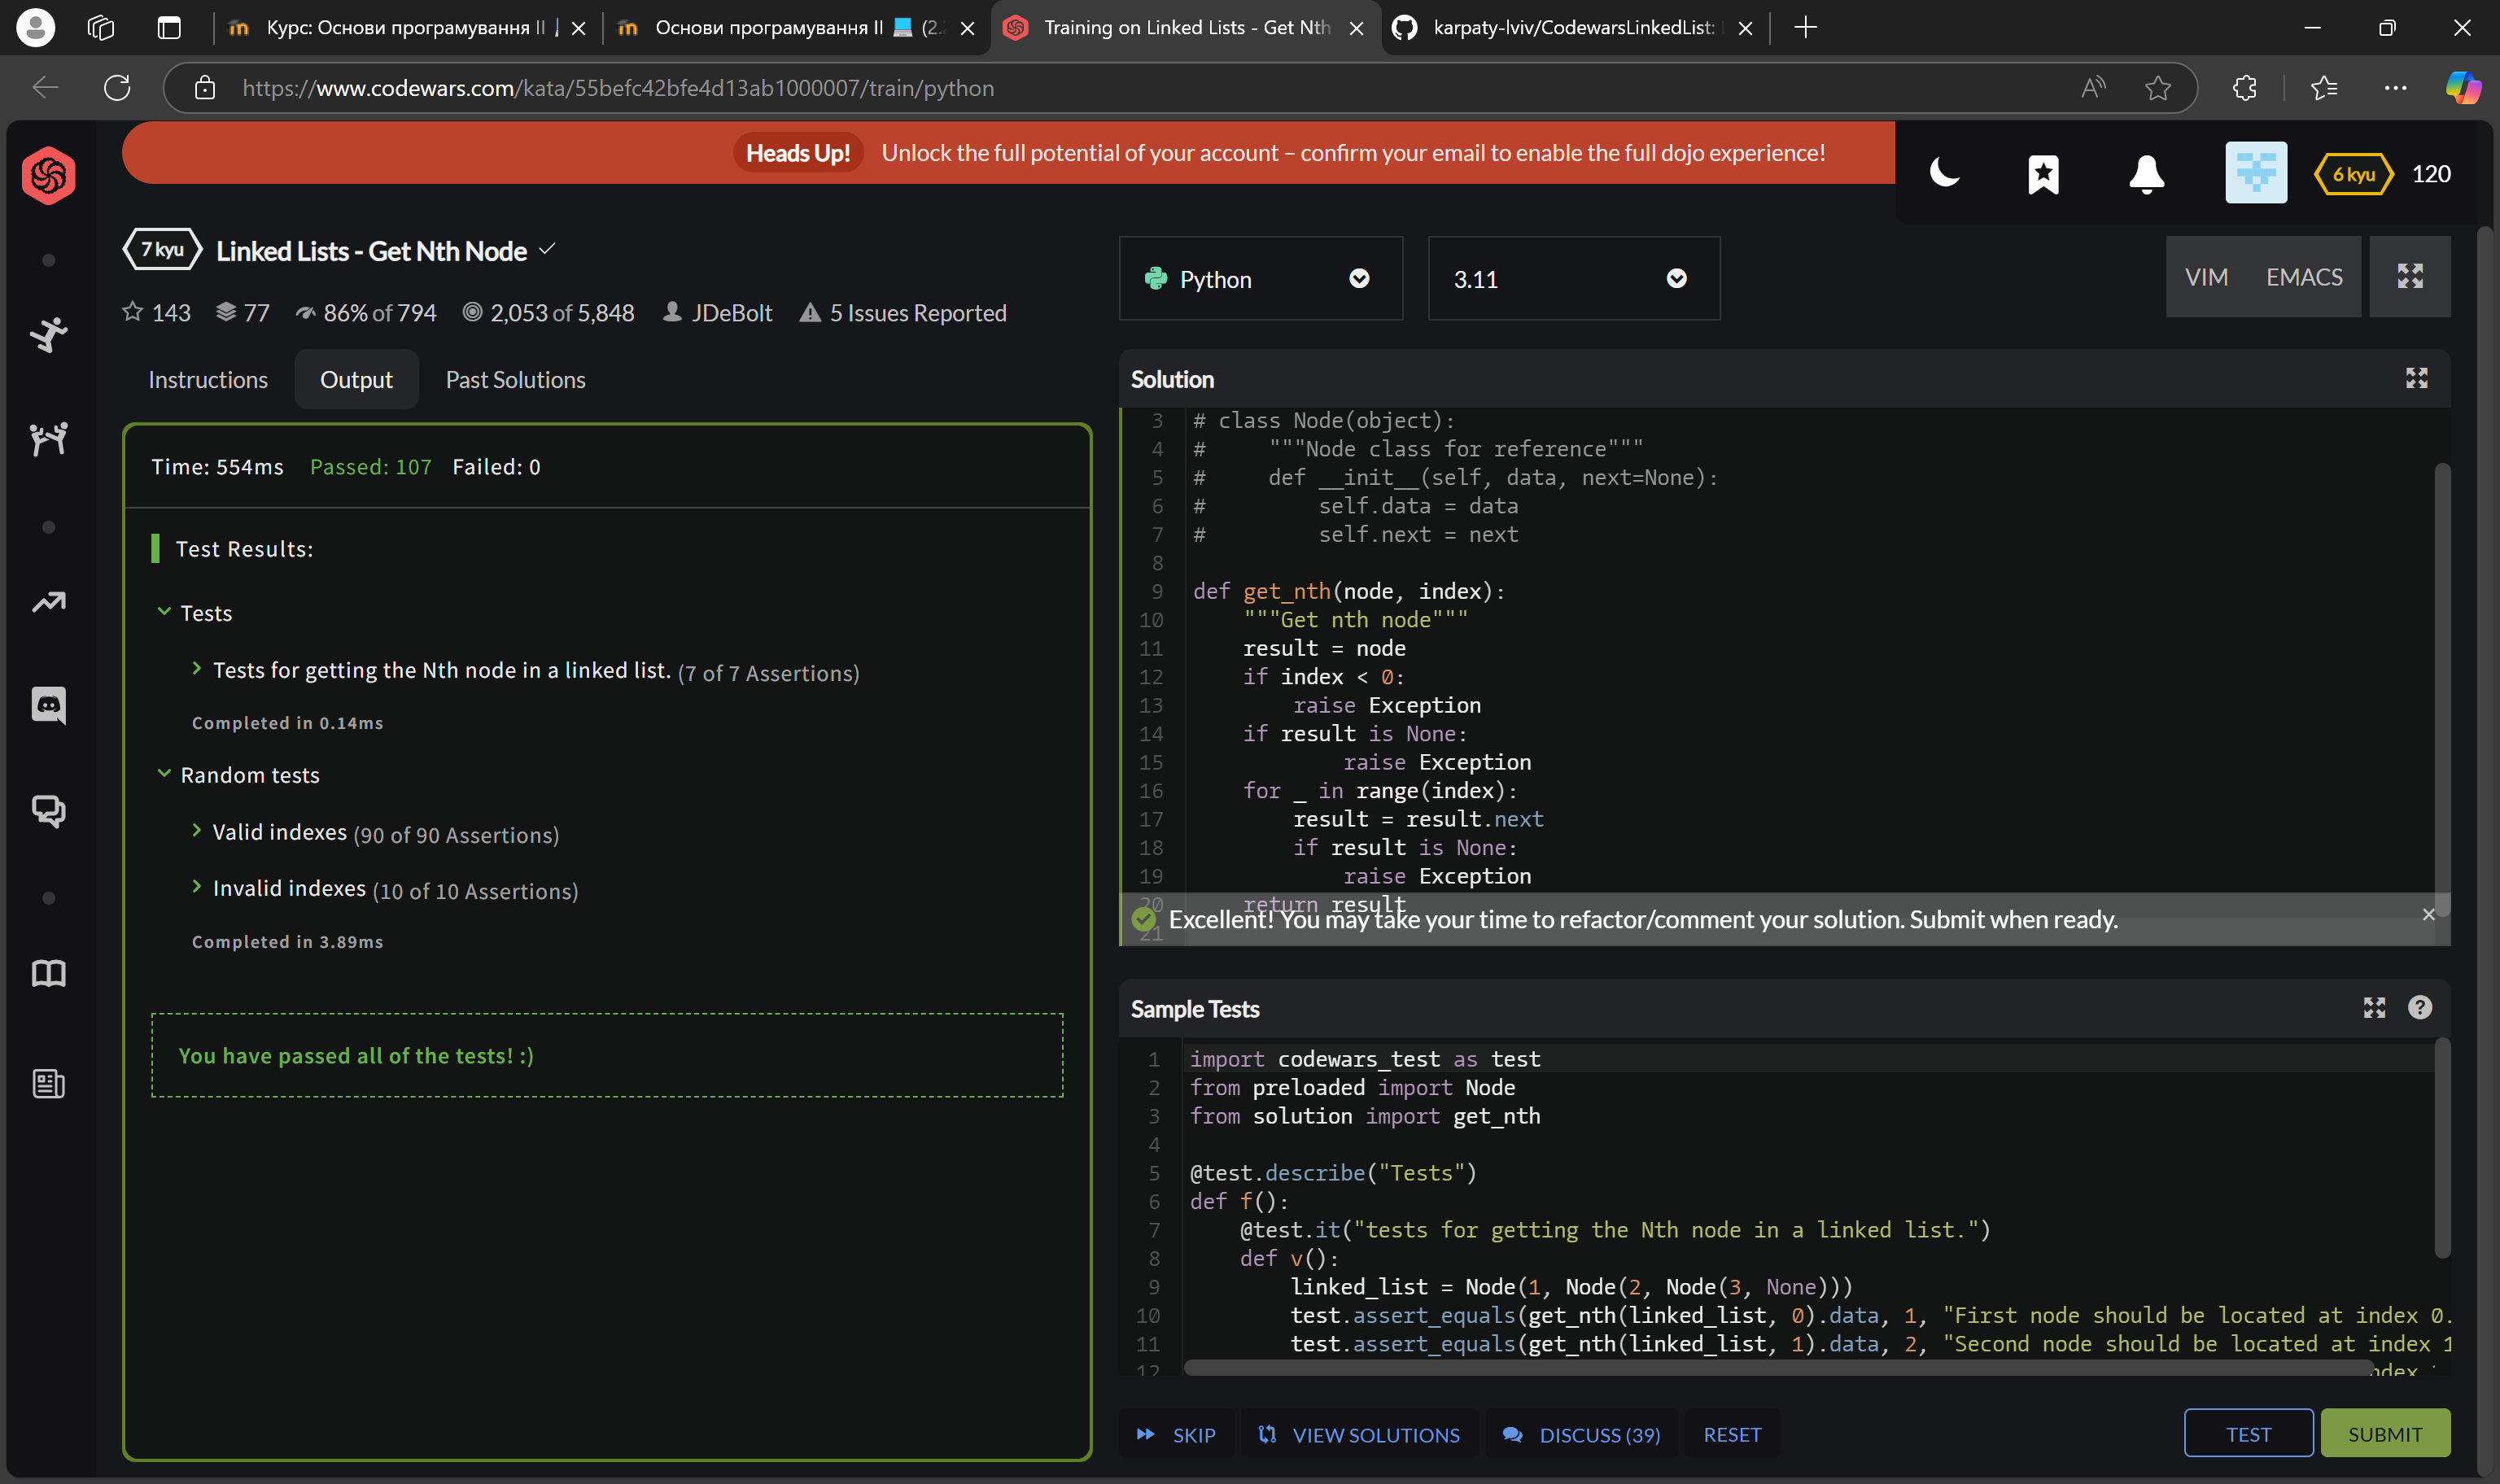 Курс: Основи програмування ІІ |
Основи програмування ІІ 💻 (2.
Training on Linked Lists - Get Nth
karpaty-lviv/CodewarsLinkedList:
https://www.codewars.com/kata/55befc42bfe4d13ab1000007/train/python
Heads Up! Unlock the full potential of your account – confirm your email to enable the full dojo experience!
6 kyu 120
7 kyu Linked Lists - Get Nth Node
143 77 86% of 794 2,053 of 5,848 JDeBolt 5 Issues Reported
Instructions Output Past Solutions
Time: 554ms Passed: 107 Failed: 0
Test Results:
Tests
Tests for getting the Nth node in a linked list. (7 of 7 Assertions)
Completed in 0.14ms
Random tests
Valid indexes (90 of 90 Assertions)
Invalid indexes (10 of 10 Assertions)
Completed in 3.89ms
You have passed all of the tests! :)
Python 3.11 VIM EMACS
Solution
3 # class Node(object):
4 #     """Node class for reference"""
5 #     def __init__(self, data, next=None):
6 #         self.data = data
7 #         self.next = next
8
9 def get_nth(node, index):
10     """Get nth node"""
11     result = node
12     if index < 0:
13         raise Exception
14     if result is None:
15             raise Exception
16     for _ in range(index):
17         result = result.next
18         if result is None:
19             raise Exception
20     return result
21
Excellent! You may take your time to refactor/comment your solution. Submit when ready.
Sample Tests
1 import codewars_test as test
2 from preloaded import Node
3 from solution import get_nth
4
5 @test.describe("Tests")
6 def f():
7     @test.it("tests for getting the Nth node in a linked list.")
8     def v():
9         linked_list = Node(1, Node(2, Node(3, None)))
10         test.assert_equals(get_nth(linked_list, 0).data, 1, "First node should be located at index 0.
11         test.assert_equals(get_nth(linked_list, 1).data, 2, "Second node should be located at index 1
12
SKIP VIEW SOLUTIONS DISCUSS (39) RESET TEST SUBMIT